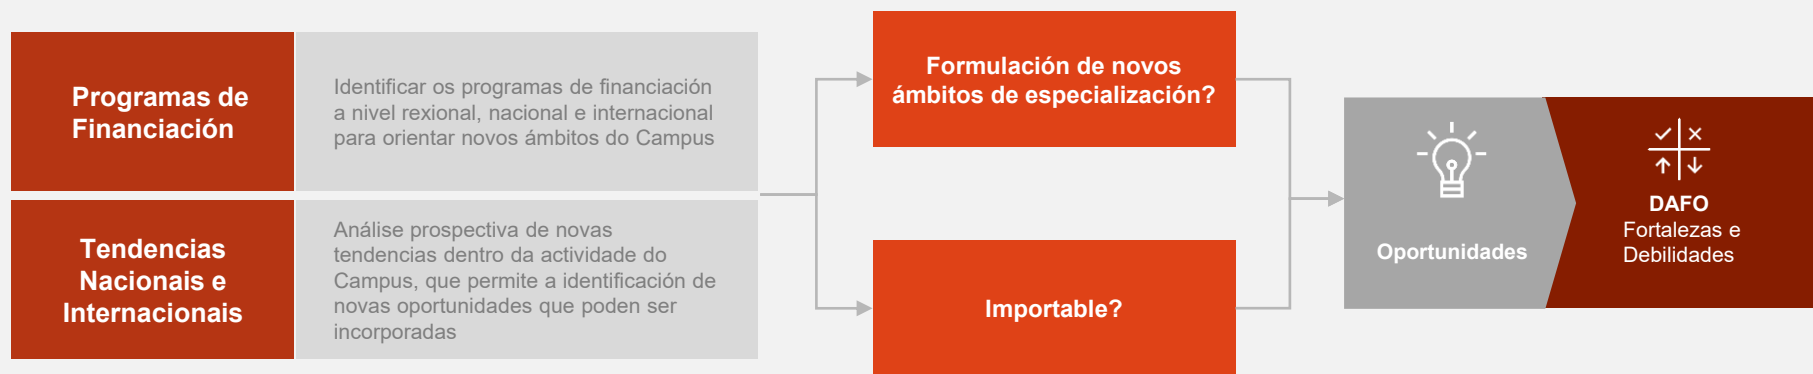 Programas de
Financiación
Identificar os programas de financiación
a nivel rexional, nacional e internacional
para orientar novos ámbitos do Campus
Tendencias
Nacionais e
Internacionais
Análise prospectiva de novas
tendencias dentro da actividade do
Campus, que permite a identificación de
novas oportunidades que poden ser
incorporadas
Formulación de novos
ámbitos de especialización?
Importable?
Oportunidades
DAFO
Fortalezas e
Debilidades